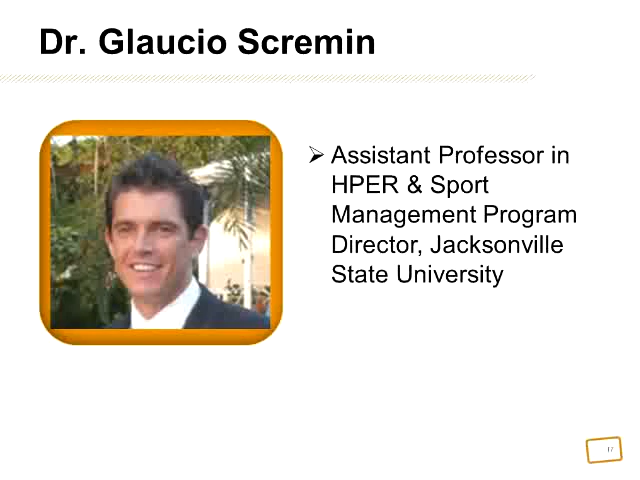 Dr. Glaucio Scremin
➢ Assistant Professor in
HPER & Sport
Management Program
Director, Jacksonville
State University
17